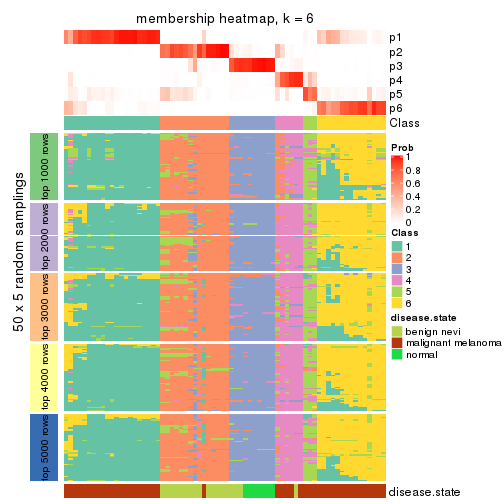 membership heatmap, k = 6
p1
p2
p3
p4
p5
p6
Class
50 x 5 random samplings
top 1000 rows
top 2000 rows
top 3000 rows
top 4000 rows
top 5000 rows
disease.state
Prob
1
0.8
0.6
0.4
0.2
0
Class
1
2
3
4
5
6
disease.state
benign nevi
malignant melanoma
normal